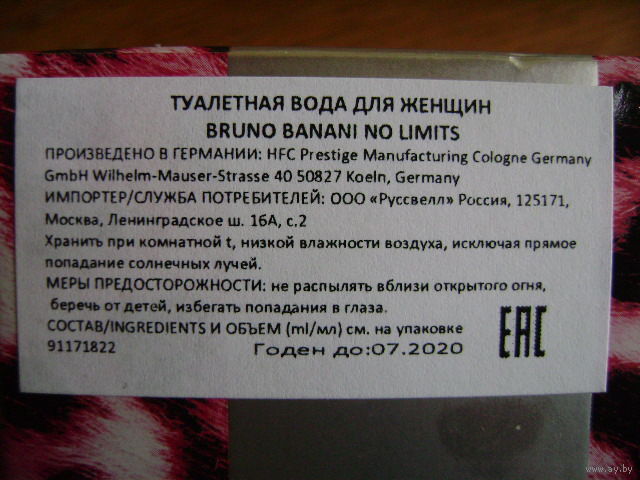 ТУАЛЕТНАЯ ВОДА ДЛЯ ЖЕНЩИН
BRUNO BANANI NO LIMITS
ПРОИЗВЕДЕНО В ГЕРМАНИИ: HFC Prestige Manufacturing Cologne Germany
GmbH Wilhelm-Mauser-Strasse 40 50827 Koeln, Germany
ИМПОРТЕР/СЛУЖБА ПОТРЕБИТЕЛЕЙ: ООО «Руссвелл» Россия, 125171,
Москва, Ленинградское ш. 16А, с.2
Хранить при комнатной t, низкой влажности воздуха, исключая прямое
попадание солнечных лучей.
МЕРЫ ПРЕДОСТОРОЖНОСТИ: не распылять вблизи открытого огня,
беречь от детей, избегать попадания в глаза.
СОСТАВ/INGREDIENTS И ОБЪЕМ (ml/мл) см. на упаковке
91171822 Годен до:07.2020
EAC
www.ay.by